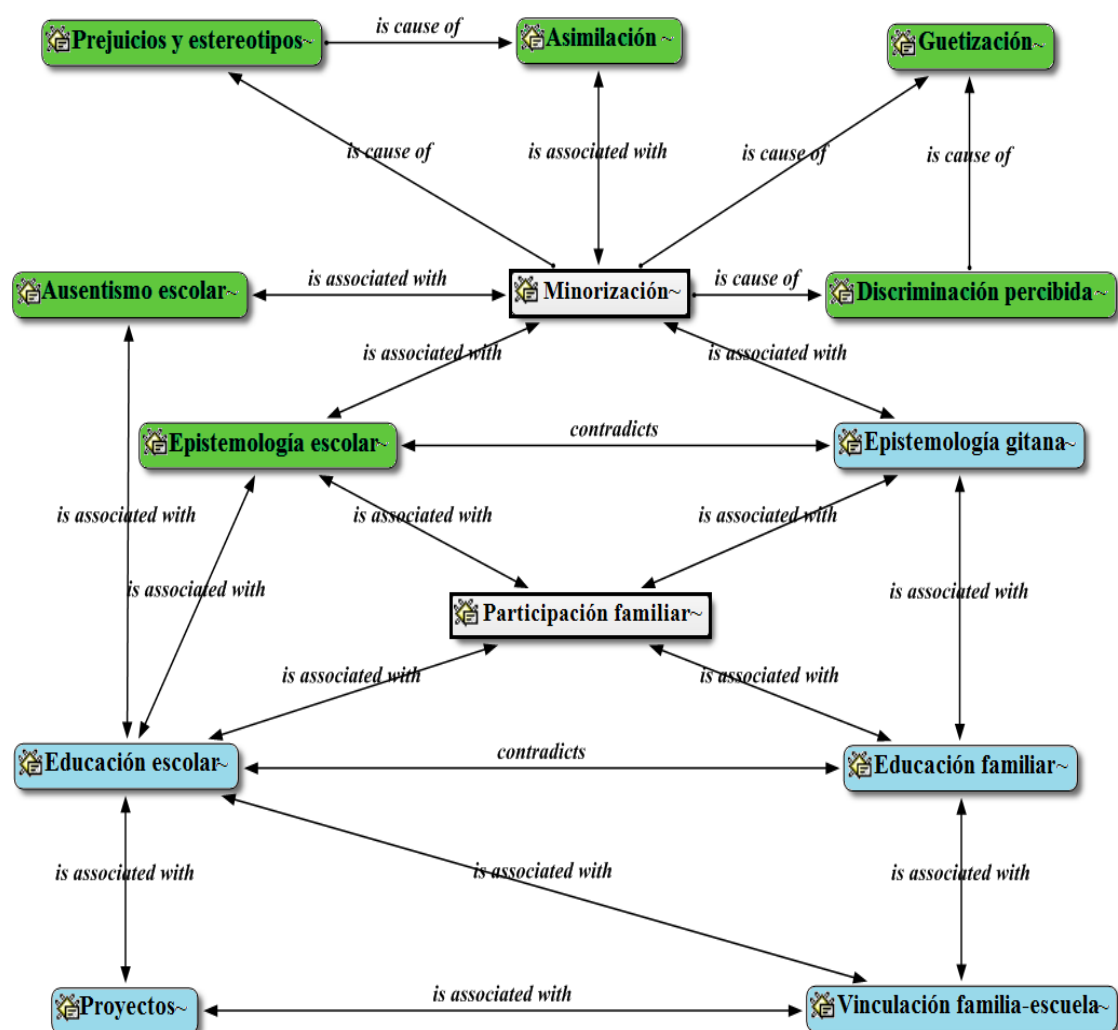 is cause of
Prejuicios y estereotipos~
Asimilación ~
Guetización~
is cause of
is associated with
is cause of
is cause of
Ausentismo escolar~
is associated with
Minorización~
is cause of
Discriminación percibida~
is associated with
is associated with
Epistemología escolar~
contradicts
Epistemología gitana~
is associated with
is associated with
is associated with
is associated with
is associated with
Participación familiar~
is associated with
is associated with
Educación escolar~
contradicts
Educación familiar~
is associated with
is associated with
is associated with
Proyectos~
is associated with
Vinculación familia-escuela~